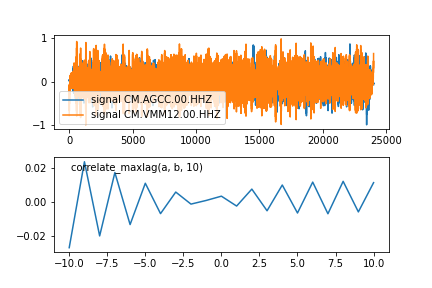 1
0
−1
signal CM.AGCC.00.HHZ
signal CM.VMM12.00.HHZ
0 5000 10000 15000 20000 25000
correlate_maxlag(a, b, 10)
0.02
0.00
−0.02
−10.0 −7.5 −5.0 −2.5 0.0 2.5 5.0 7.5 10.0